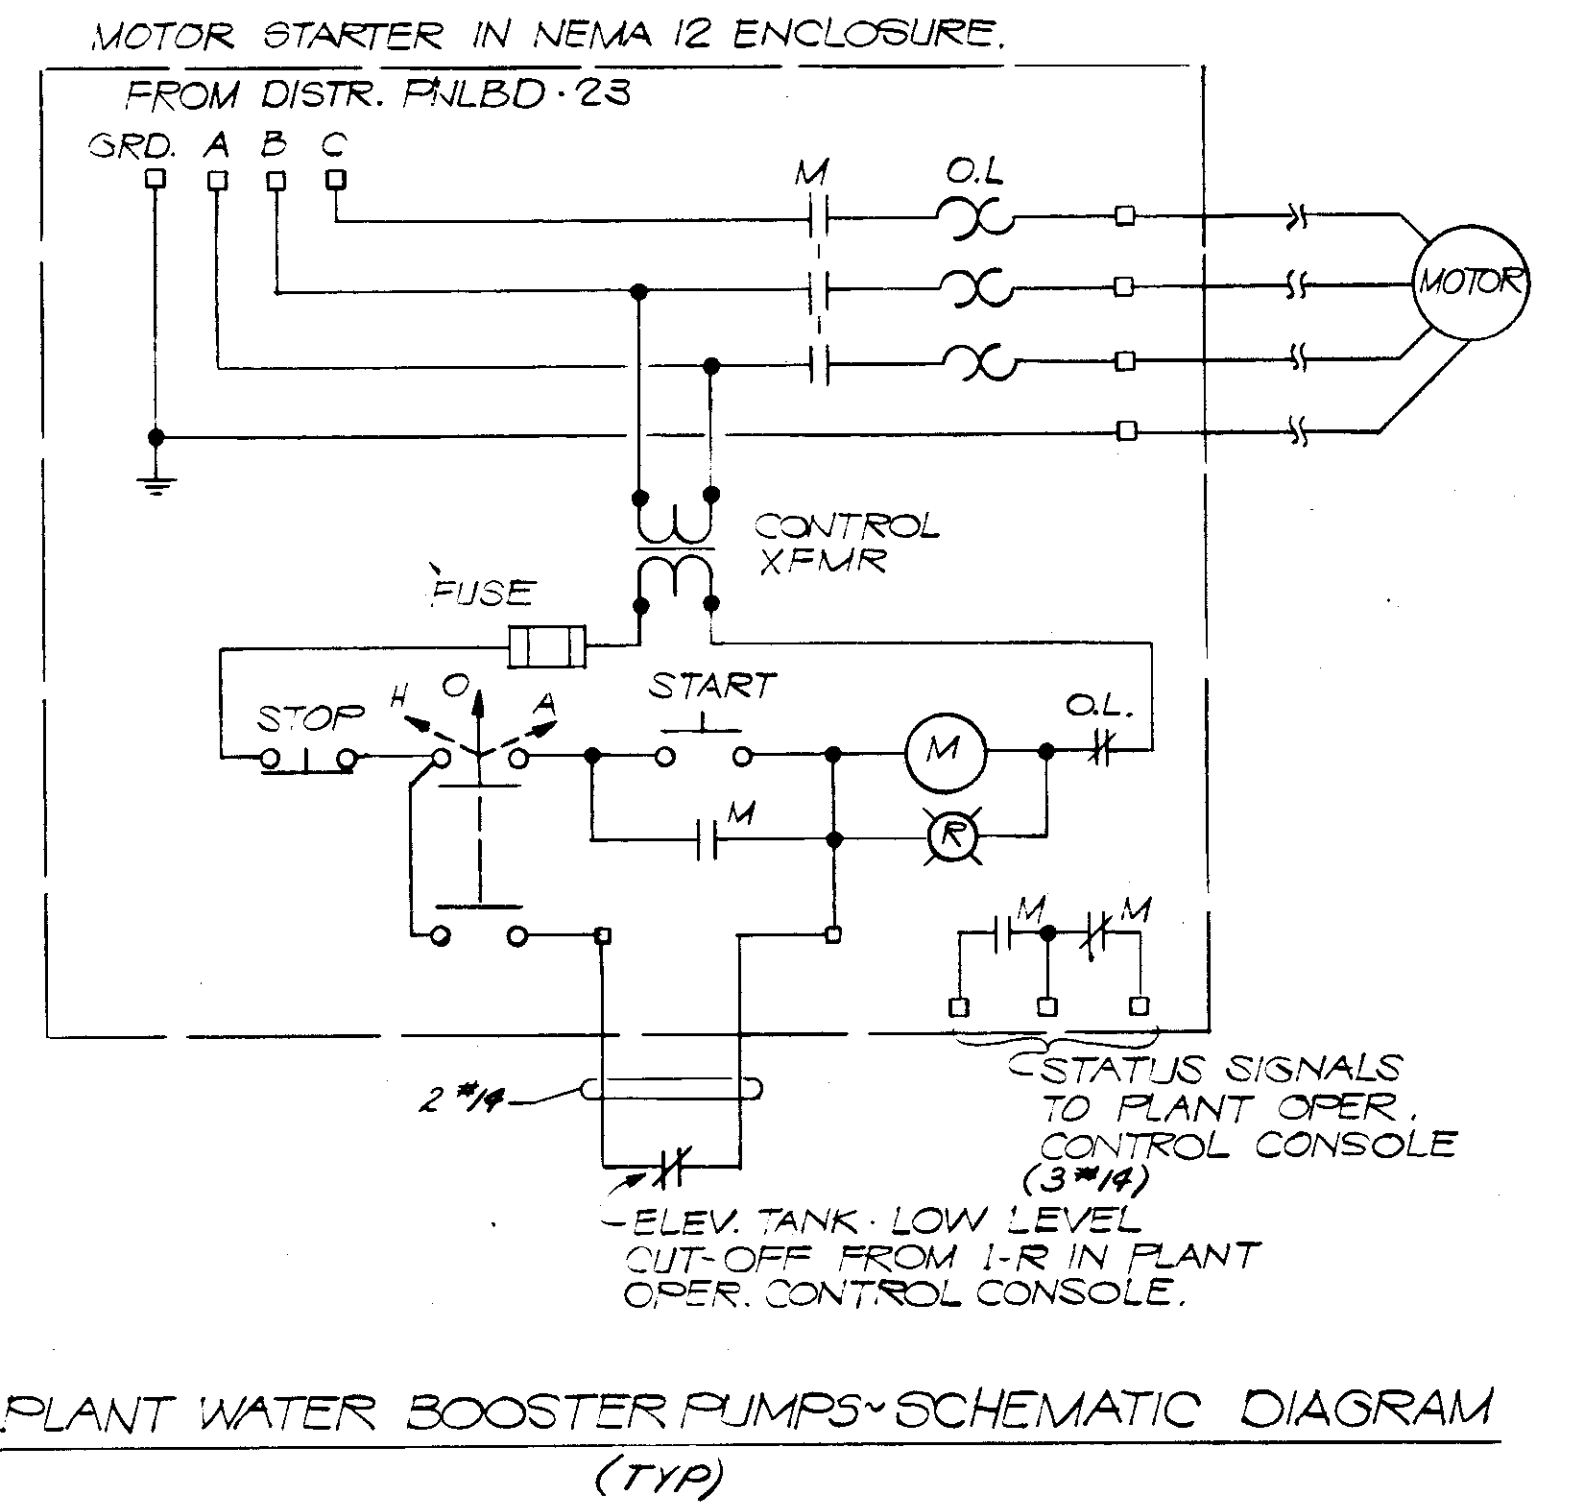 MOTOR STARTER IN NEMA 12 ENCLOSURE.
FROM DISTR. PNLBD. 23
GRD. A B C
M O.L
MOTOR
CONTROL
XFMR
FUSE
START
H O A
STOP
O.L.
M
M
R
M M
STATUS SIGNALS
TO PLANT OPER.
CONTROL CONSOLE
(3 #14)
2 #14
ELEV. TANK. LOW LEVEL
CUT-OFF FROM 1-R IN PLANT
OPER. CONTROL CONSOLE.
PLANT WATER BOOSTER PUMPS~SCHEMATIC DIAGRAM
(TYP)